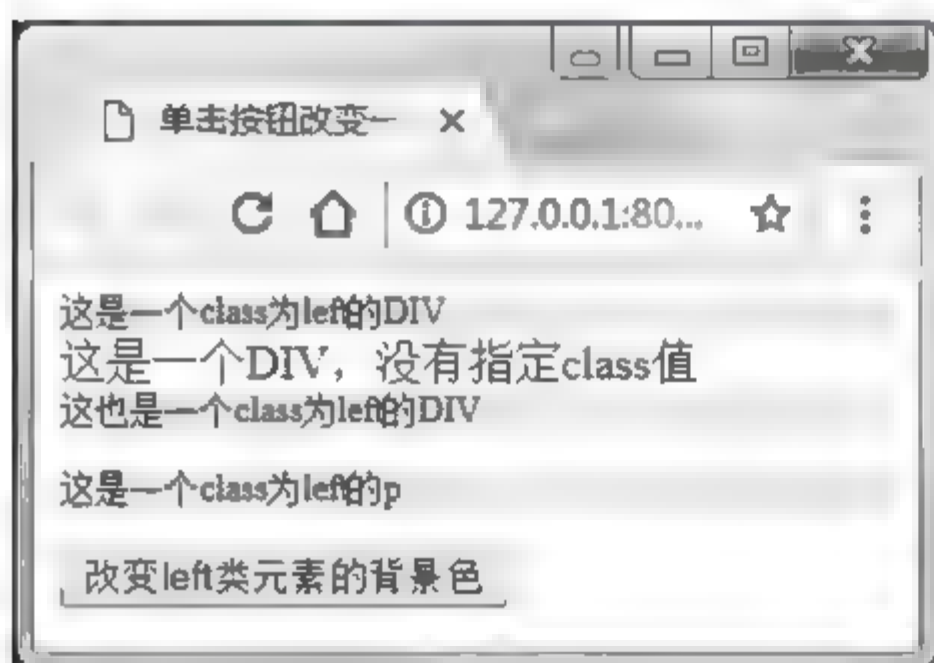 单击按钮改变一
127.0.0.1:80...
这是一个class为left的DIV
这是一个DIV，没有指定class值
这也是一个class为left的DIV
这是一个class为left的p
改变left类元素的背景色